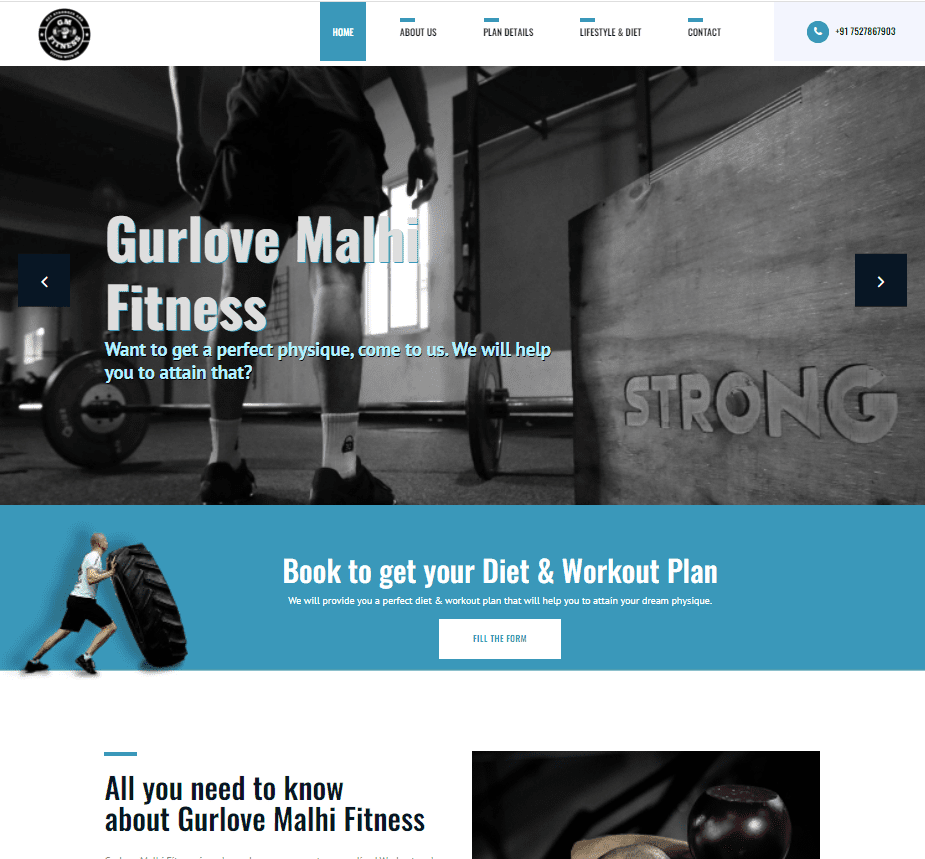 GM
FITNESS
HOME
ABOUT US
PLAN DETAILS
LIFESTYLE & DIET
CONTACT
+91 7527867903
Gurlove Malhi
Fitness
Want to get a perfect physique, come to us. We will help
you to attain that?
STRONG
Book to get your Diet & Workout Plan
We will provide you a perfect diet & workout plan that will help you to attain your dream physique.
FILL THE FORM
All you need to know
about Gurlove Malhi Fitness